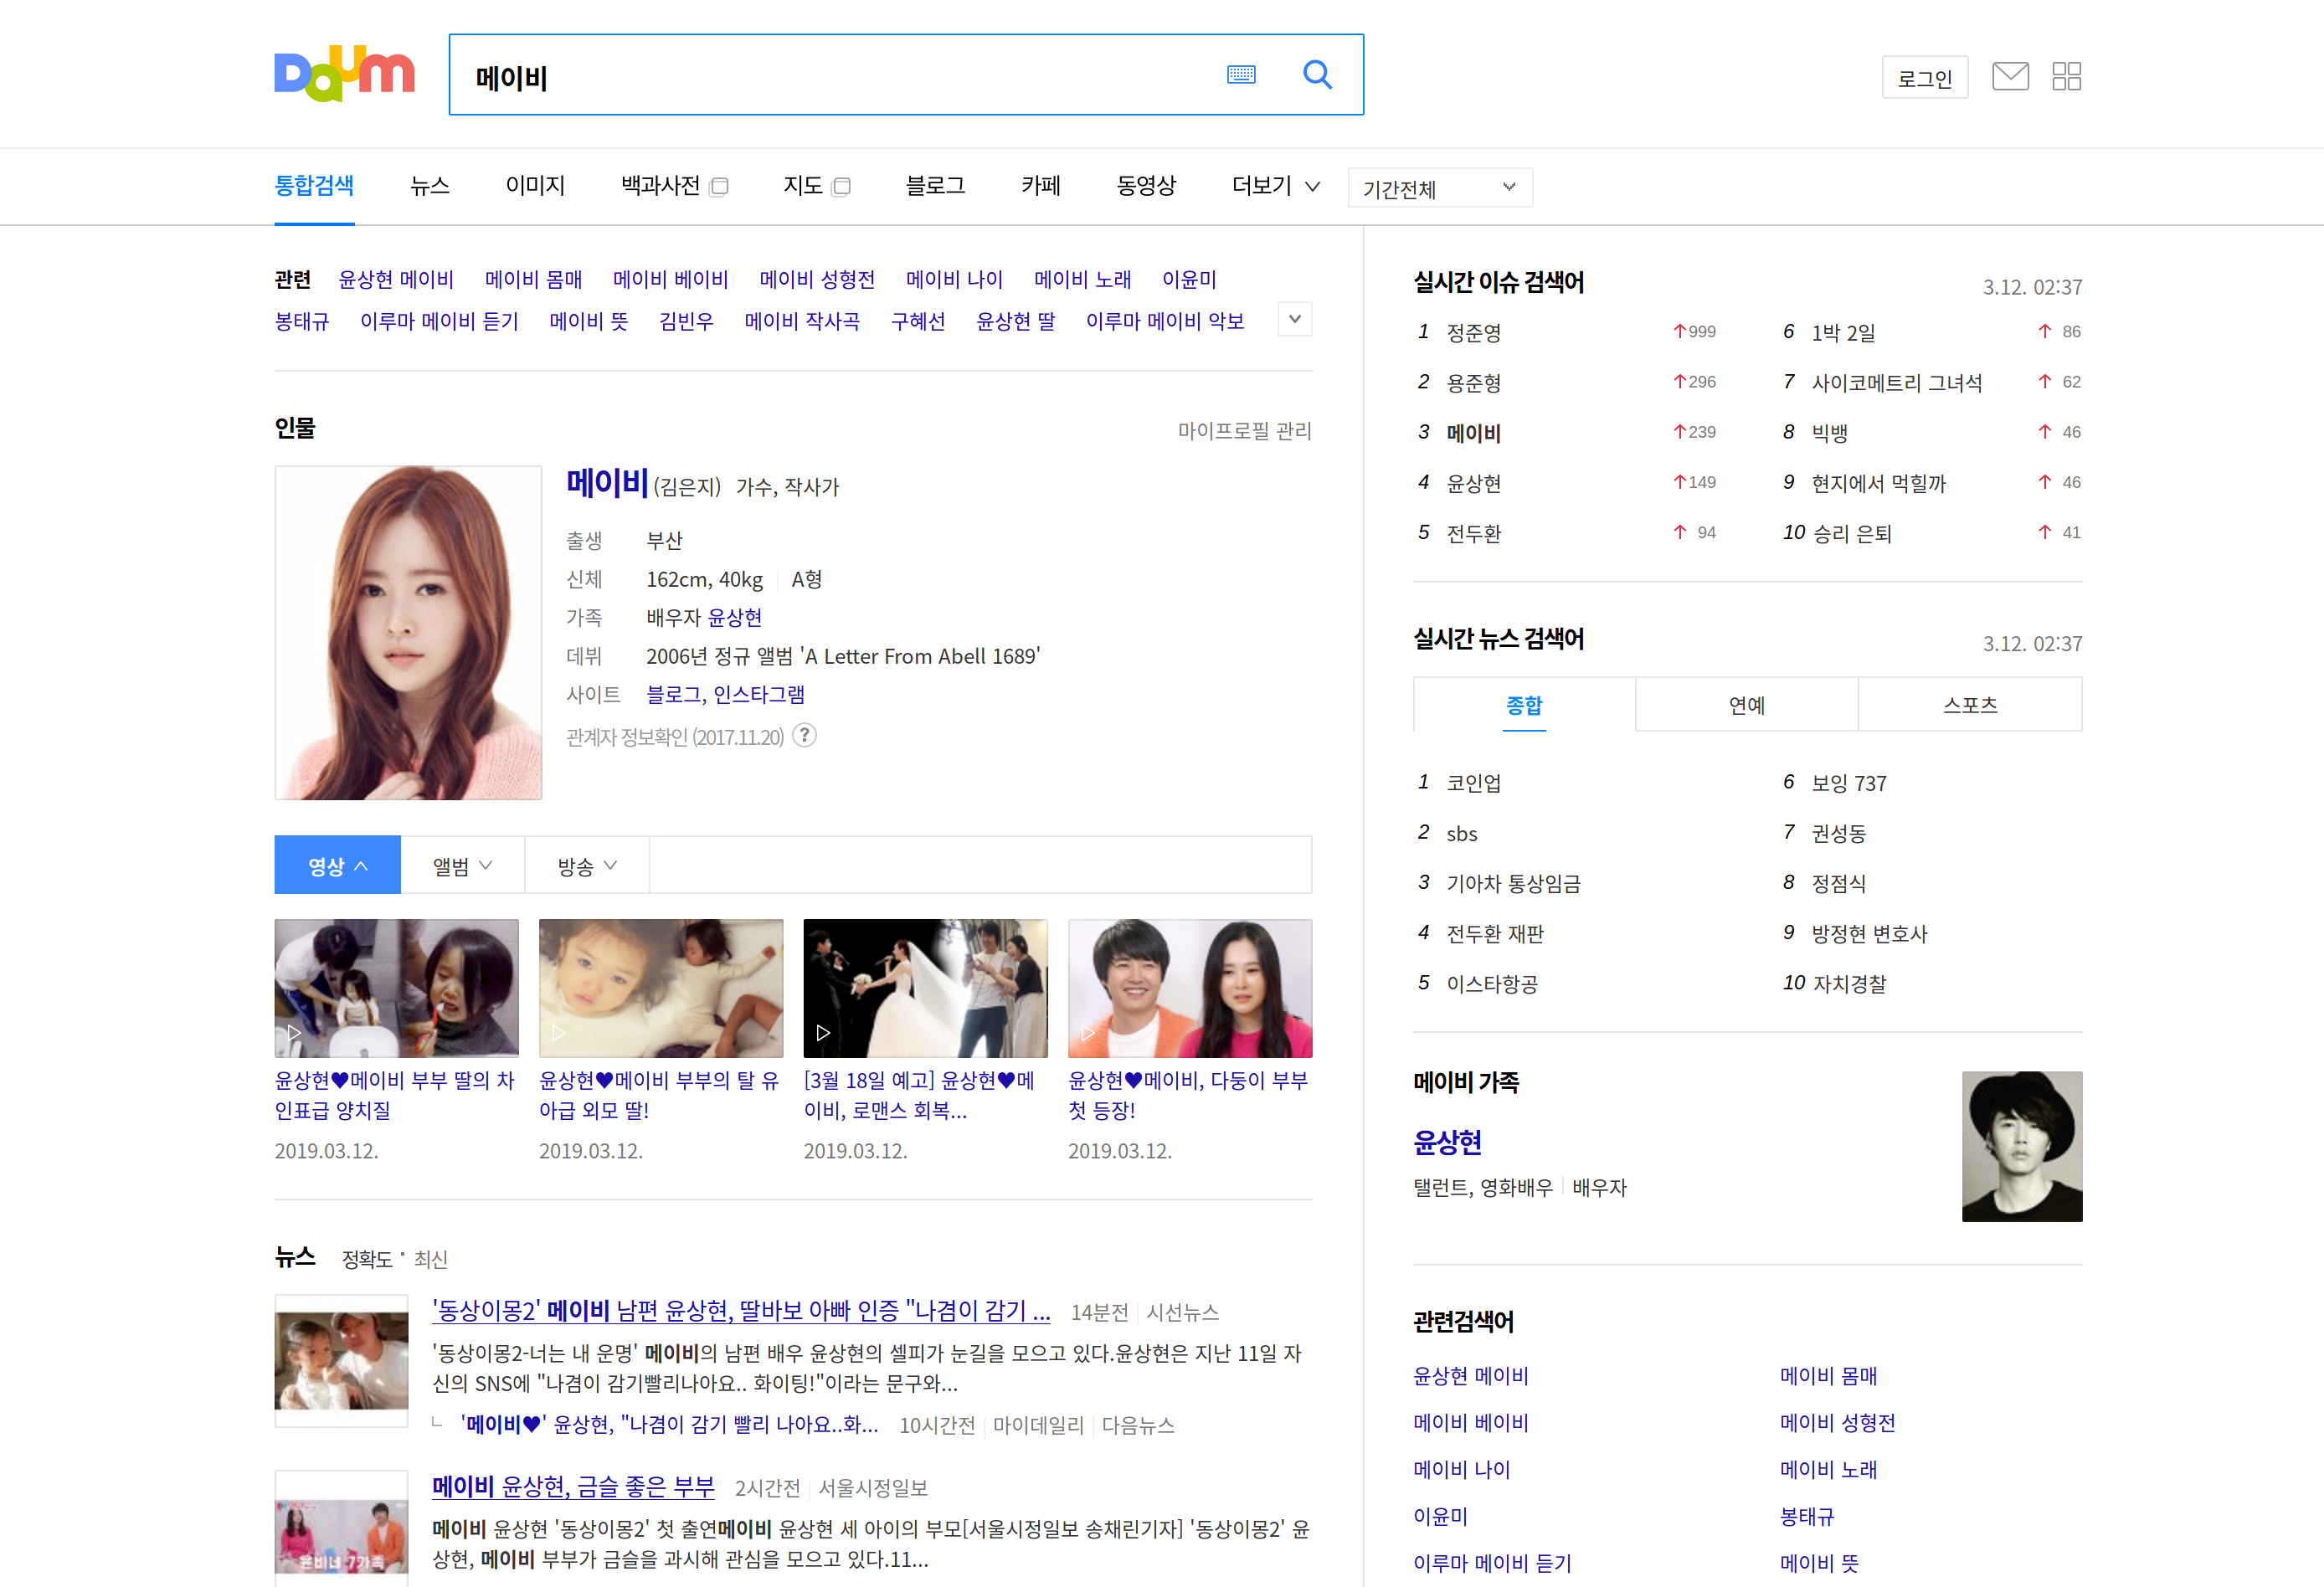 Daum
메이비
로그인
통합검색 뉴스 이미지 백과사전 지도 블로그 카페 동영상 더보기 기간전체
관련 윤상현 메이비 메이비 몸매 메이비 베이비 메이비 성형전 메이비 나이 메이비 노래 이윤미
봉태규 이루마 메이비 듣기 메이비 뜻 김빈우 메이비 작사곡 구혜선 윤상현 딸 이루마 메이비 악보
인물 마이프로필 관리
메이비 (김은지) 가수, 작사가
출생 부산
신체 162cm, 40kg A형
가족 배우자 윤상현
데뷔 2006년 정규 앨범 'A Letter From Abell 1689'
사이트 블로그, 인스타그램
관계자 정보확인 (2017.11.20) ?
영상 앨범 방송
윤상현♥메이비 부부 딸의 차
인표급 양치질
2019.03.12.
윤상현♥메이비 부부의 탈 유
아급 외모 딸!
2019.03.12.
[3월 18일 예고] 윤상현♥메
이비, 로맨스 회복...
2019.03.12.
윤상현♥메이비, 다둥이 부부
첫 등장!
2019.03.12.
뉴스 정확도 · 최신
'동상이몽2' 메이비 남편 윤상현, 딸바보 아빠 인증 "나겸이 감기 ... 14분전 시선뉴스
'동상이몽2-너는 내 운명' 메이비의 남편 배우 윤상현의 셀피가 눈길을 모으고 있다.윤상현은 지난 11일 자
신의 SNS에 "나겸이 감기빨리나아요.. 화이팅!"이라는 문구와...
'메이비♥' 윤상현, "나겸이 감기 빨리 나아요..화... 10시간전 마이데일리 다음뉴스
메이비 윤상현, 금슬 좋은 부부 2시간전 서울시정일보
메이비 윤상현 '동상이몽2' 첫 출연메이비 윤상현 세 아이의 부모[서울시정일보 송채린기자] '동상이몽2' 윤
상현, 메이비 부부가 금슬을 과시해 관심을 모으고 있다.11...
윤비네 7가족
실시간 이슈 검색어 3.12. 02:37
1 정준영 999
2 용준형 296
3 메이비 239
4 윤상현 149
5 전두환 94
6 1박 2일 86
7 사이코메트리 그녀석 62
8 빅뱅 46
9 현지에서 먹힐까 46
10 승리 은퇴 41
실시간 뉴스 검색어 3.12. 02:37
종합 연예 스포츠
1 코인업
2 sbs
3 기아차 통상임금
4 전두환 재판
5 이스타항공
6 보잉 737
7 권성동
8 정점식
9 방정현 변호사
10 자치경찰
메이비 가족
윤상현
탤런트, 영화배우 배우자
관련검색어
윤상현 메이비 메이비 몸매
메이비 베이비 메이비 성형전
메이비 나이 메이비 노래
이윤미 봉태규
이루마 메이비 듣기 메이비 뜻